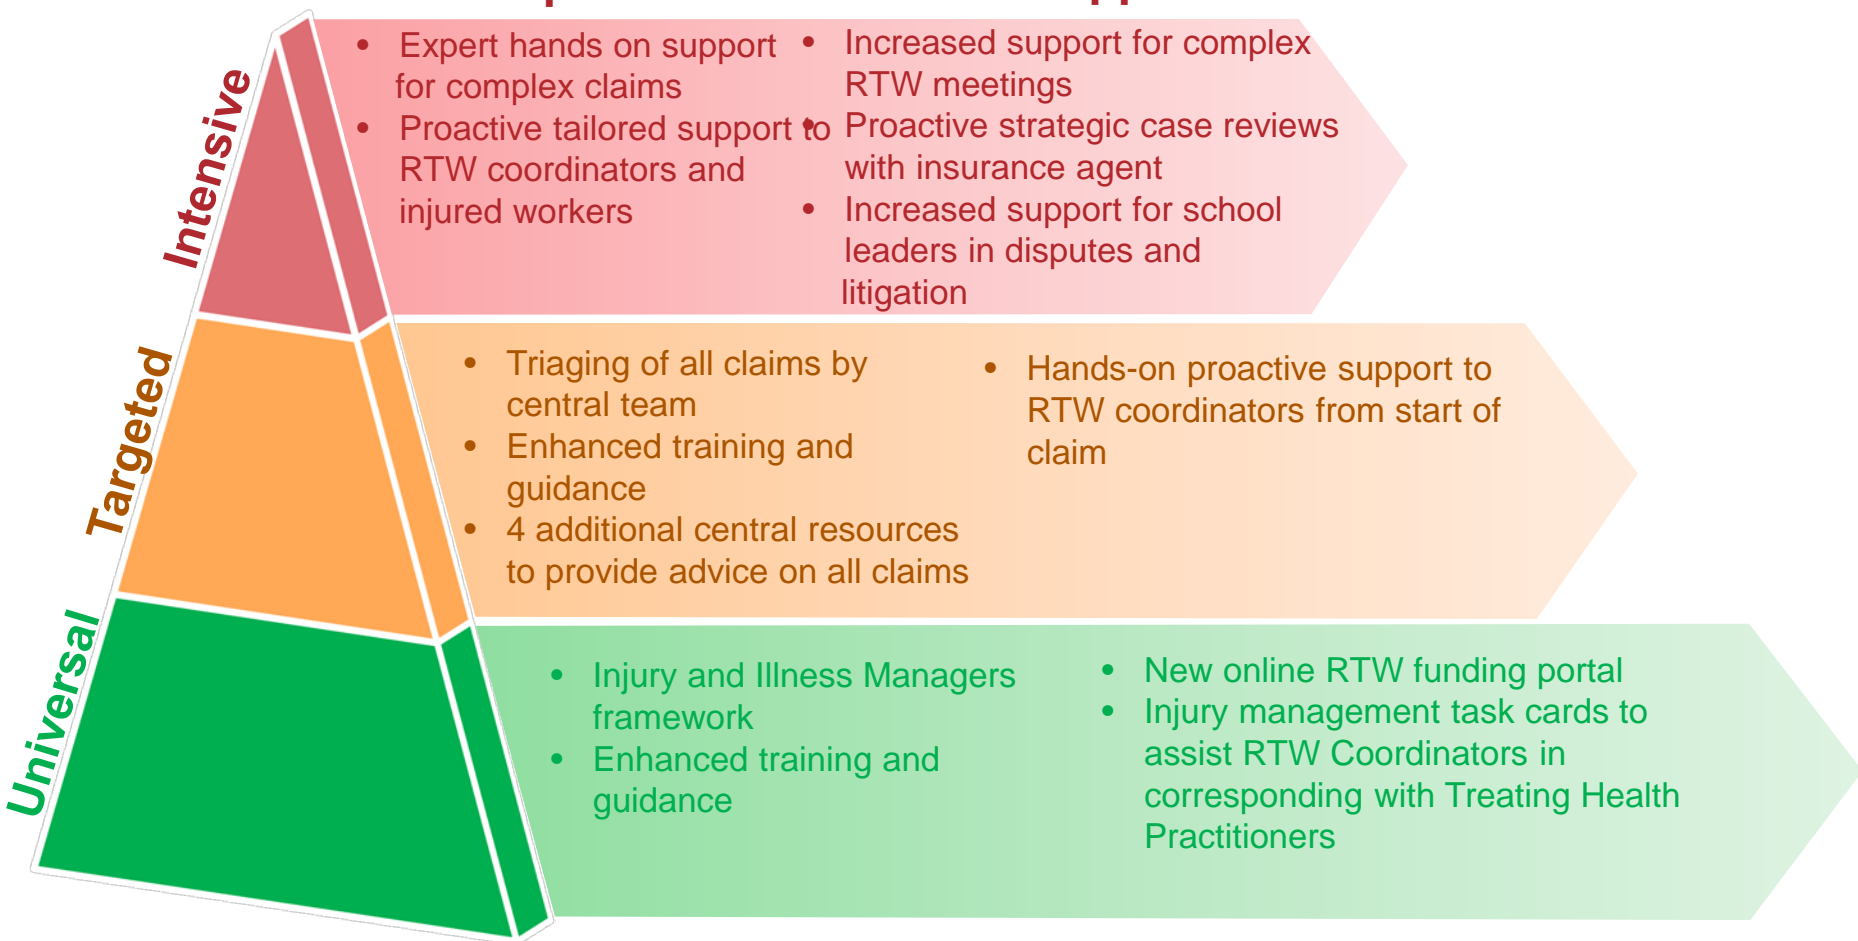 Intensive
• Expert hands on support
for complex claims
• Proactive tailored support to
RTW coordinators and
injured workers
• Increased support for complex
RTW meetings
• Proactive strategic case reviews
with insurance agent
• Increased support for school
leaders in disputes and
litigation
Targeted
• Triaging of all claims by
central team
• Enhanced training and
guidance
• 4 additional central resources
to provide advice on all claims
• Hands-on proactive support to
RTW coordinators from start of
claim
Universal
• Injury and Illness Managers
framework
• Enhanced training and
guidance
• New online RTW funding portal
• Injury management task cards to
assist RTW Coordinators in
corresponding with Treating Health
Practitioners